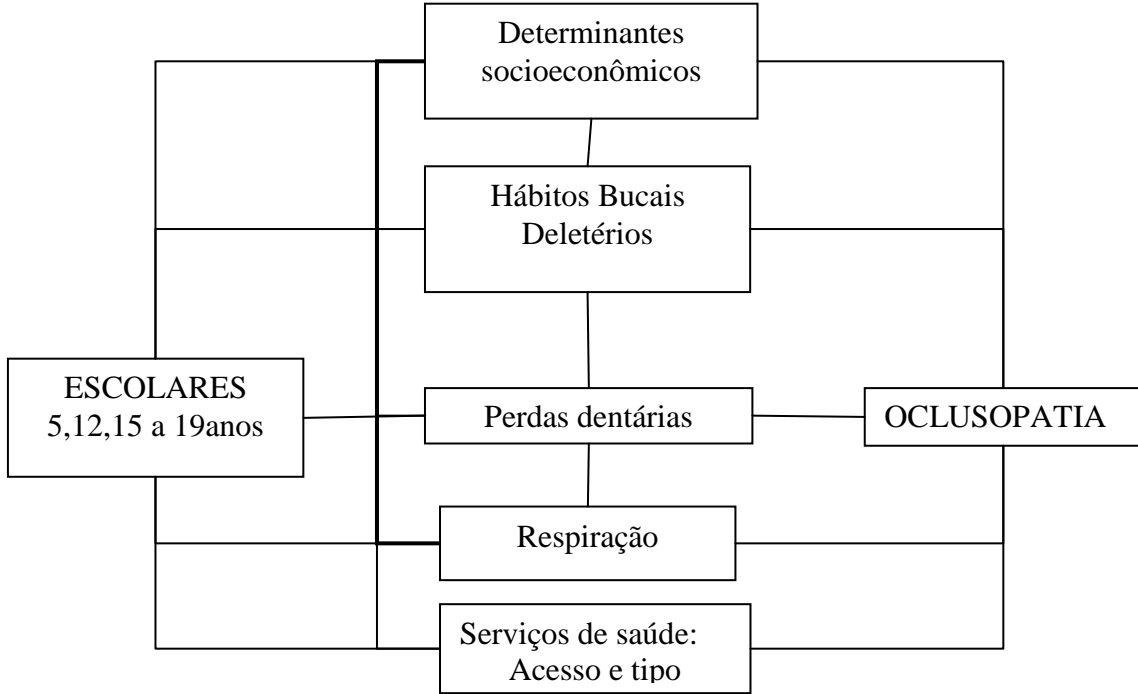 Determinantes
socioeconômicos
Hábitos Bucais
Deletérios
ESCOLARES
5,12,15 a 19anos
Perdas dentárias
OCLUSOPATIA
Respiração
Serviços de saúde:
Acesso e tipo